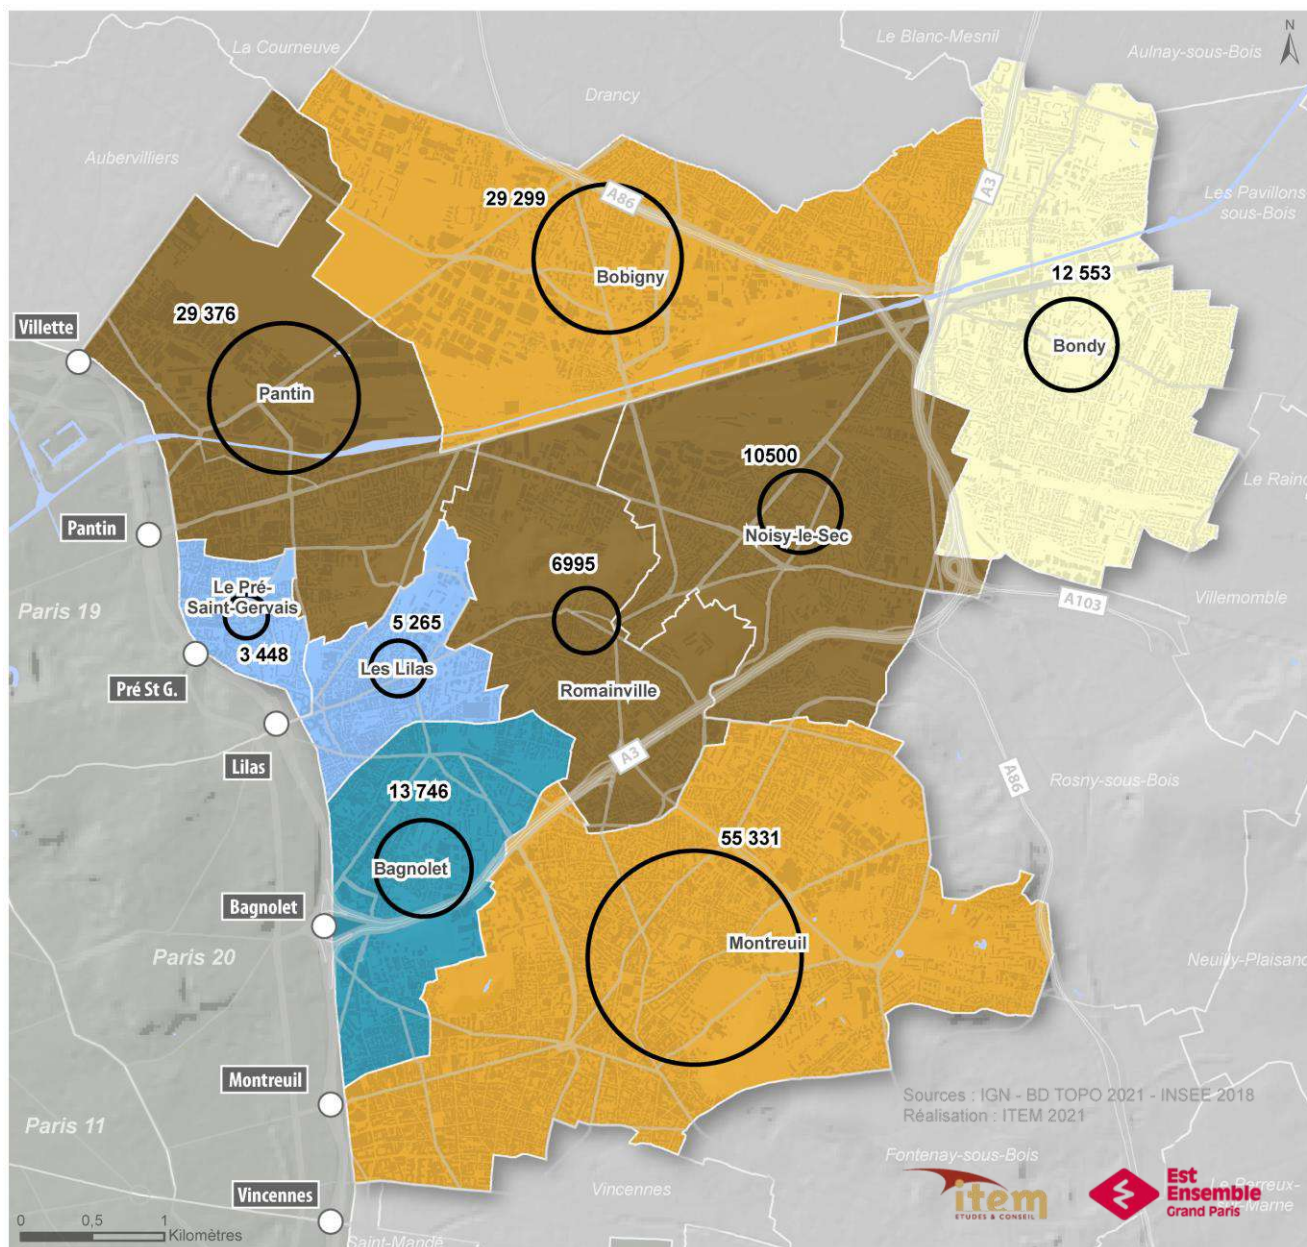 N
La Courneuve
Le Blanc-Mesnil
Aulnay-sous-Bois
Drancy
Aubervilliers
A86
A3
Les Pavillons-
sous-Bois
29 299
Bobigny
12 553
Bondy
29 376
Villette
Pantin
10500
Noisy-le-Sec
Pantin
Le Pré-
Saint-Gervais
3 448
5 265
Les Lilas
6995
Romainville
A103
Villemomble
Paris 19
Pré St G.
Lilas
A3
A86
Rosny-sous-Bois
13 746
Bagnolet
55 331
Montreuil
Bagnolet
Paris 20
Neuilly-Plaisance
Montreuil
Paris 11
Sources : IGN - BD TOPO 2021 - INSEE 2018
Réalisation : ITEM 2021
Fontenay-sous-Bois
Vincennes
Vincennes
Saint-Mandé
item
ETUDES & CONSEIL
Est
Ensemble
Grand Paris
0 0,5 1
Kilomètres